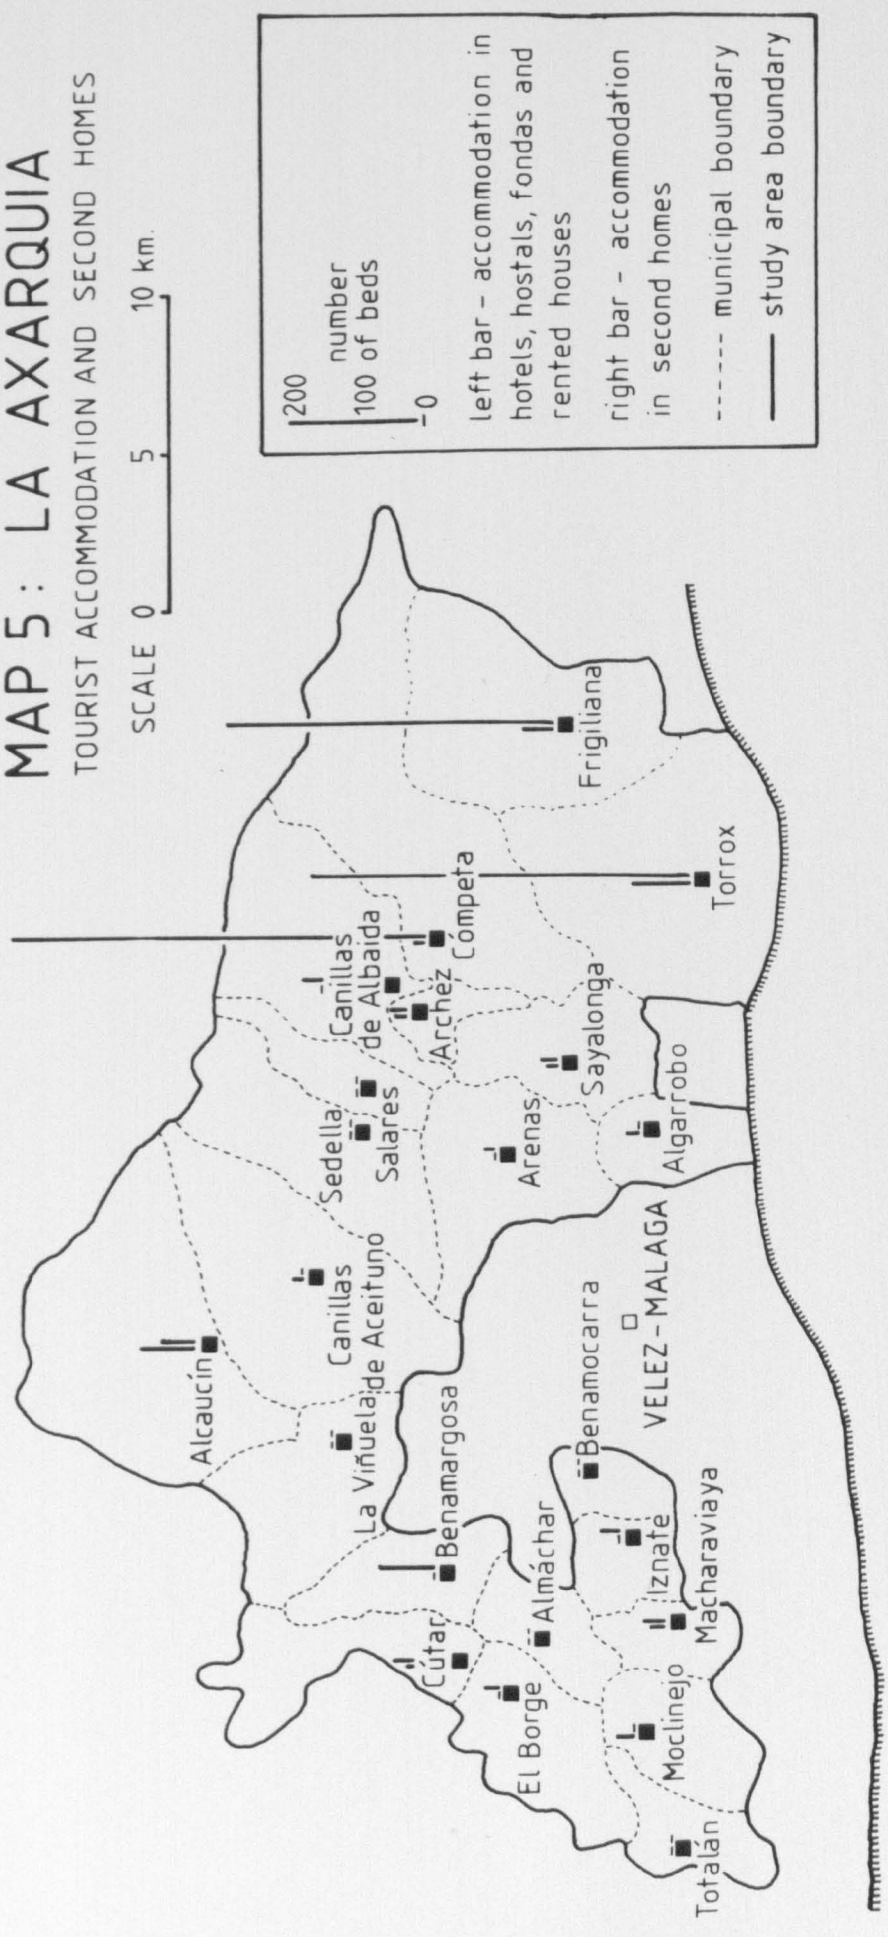 MAP 5: LA AXARQUIA
TOURIST ACCOMMODATION AND SECOND HOMES
SCALE 0 5 10 km.
200
100
0
number
of beds
left bar - accommodation in
hotels, hostals, fondas and
rented houses
right bar - accommodation
in second homes
municipal boundary
study area boundary
Alcaucín
Canillas
de Aceituno
La Viñuela
Sedella
Salares
Canillas
de Albaida
Archez
Cómpeta
Frigiliana
Torrox
Sayalonga
Arenas
Algarrobo
VELEZ-MALAGA
Benamocarra
Benamargosa
Almáchar
Iznate
Macharaviaya
Cútar
El Borge
Moclinejo
Totalán